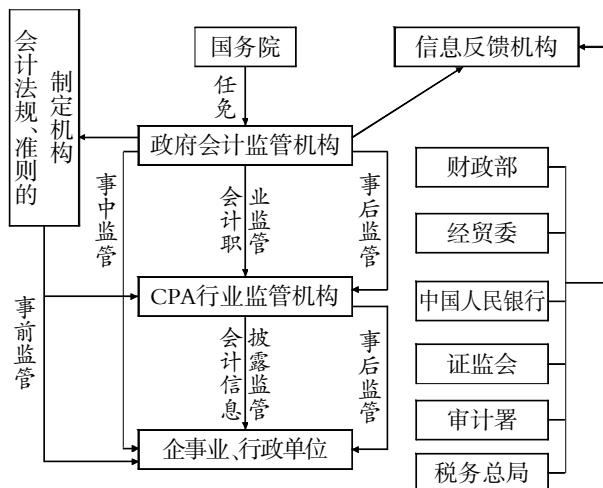 国务院
信息反馈机构
会计法规、准则的
制定机构
任免
政府会计监管机构
事中监管
会计职
业监管
事后监管
财政部
经贸委
CPA行业监管机构
中国人民银行
事前监管
会计信息
披露监管
事后监管
证监会
审计署
企事业、行政单位
税务总局